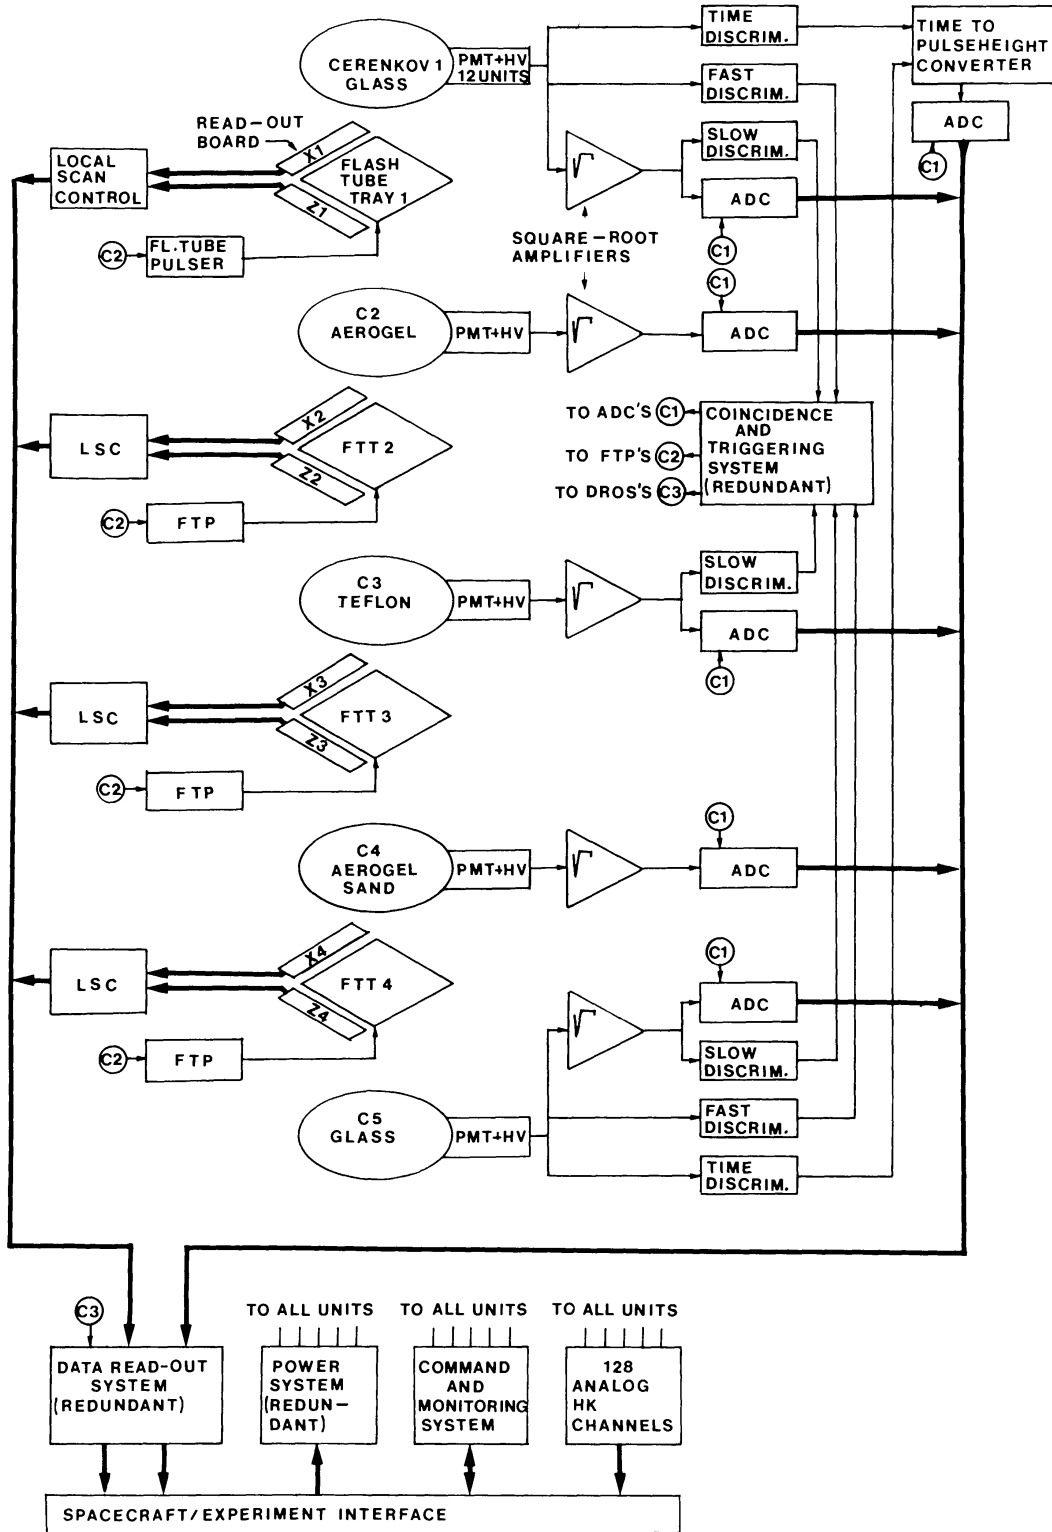 TIME
DISCRIM.
TIME TO
PULSEHEIGHT
CONVERTER
CERENKOV 1
GLASS
PMT+HV
12UNITS
FAST
DISCRIM.
ADC
C1
READ-OUT
BOARD
X1
FLASH
TUBE
TRAY 1
Z1
LOCAL
SCAN
CONTROL
√
SLOW
DISCRIM.
ADC
C1
C2
FL.TUBE
PULSER
SQUARE-ROOT
AMPLIFIERS
C1
C2
AEROGEL
PMT+HV
√
ADC
X2
FTT 2
Z2
LSC
C2
FTP
TO ADC'S C1
TO FTP'S C2
TO DROS'S C3
COINCIDENCE
AND
TRIGGERING
SYSTEM
(REDUNDANT)
C3
TEFLON
PMT+HV
√
SLOW
DISCRIM.
ADC
C1
X3
FTT 3
Z3
LSC
C2
FTP
C1
C4
AEROGEL
SAND
PMT+HV
√
ADC
X4
FTT 4
Z4
LSC
C2
FTP
C1
ADC
√
SLOW
DISCRIM.
C5
GLASS
PMT+HV
FAST
DISCRIM.
TIME
DISCRIM.
C3
TO ALL UNITS
TO ALL UNITS
TO ALL UNITS
DATA READ-OUT
SYSTEM
(REDUNDANT)
POWER
SYSTEM
(REDUN-
DANT)
COMMAND
AND
MONITORING
SYSTEM
128
ANALOG
HK
CHANNELS
SPACECRAFT/EXPERIMENT INTERFACE